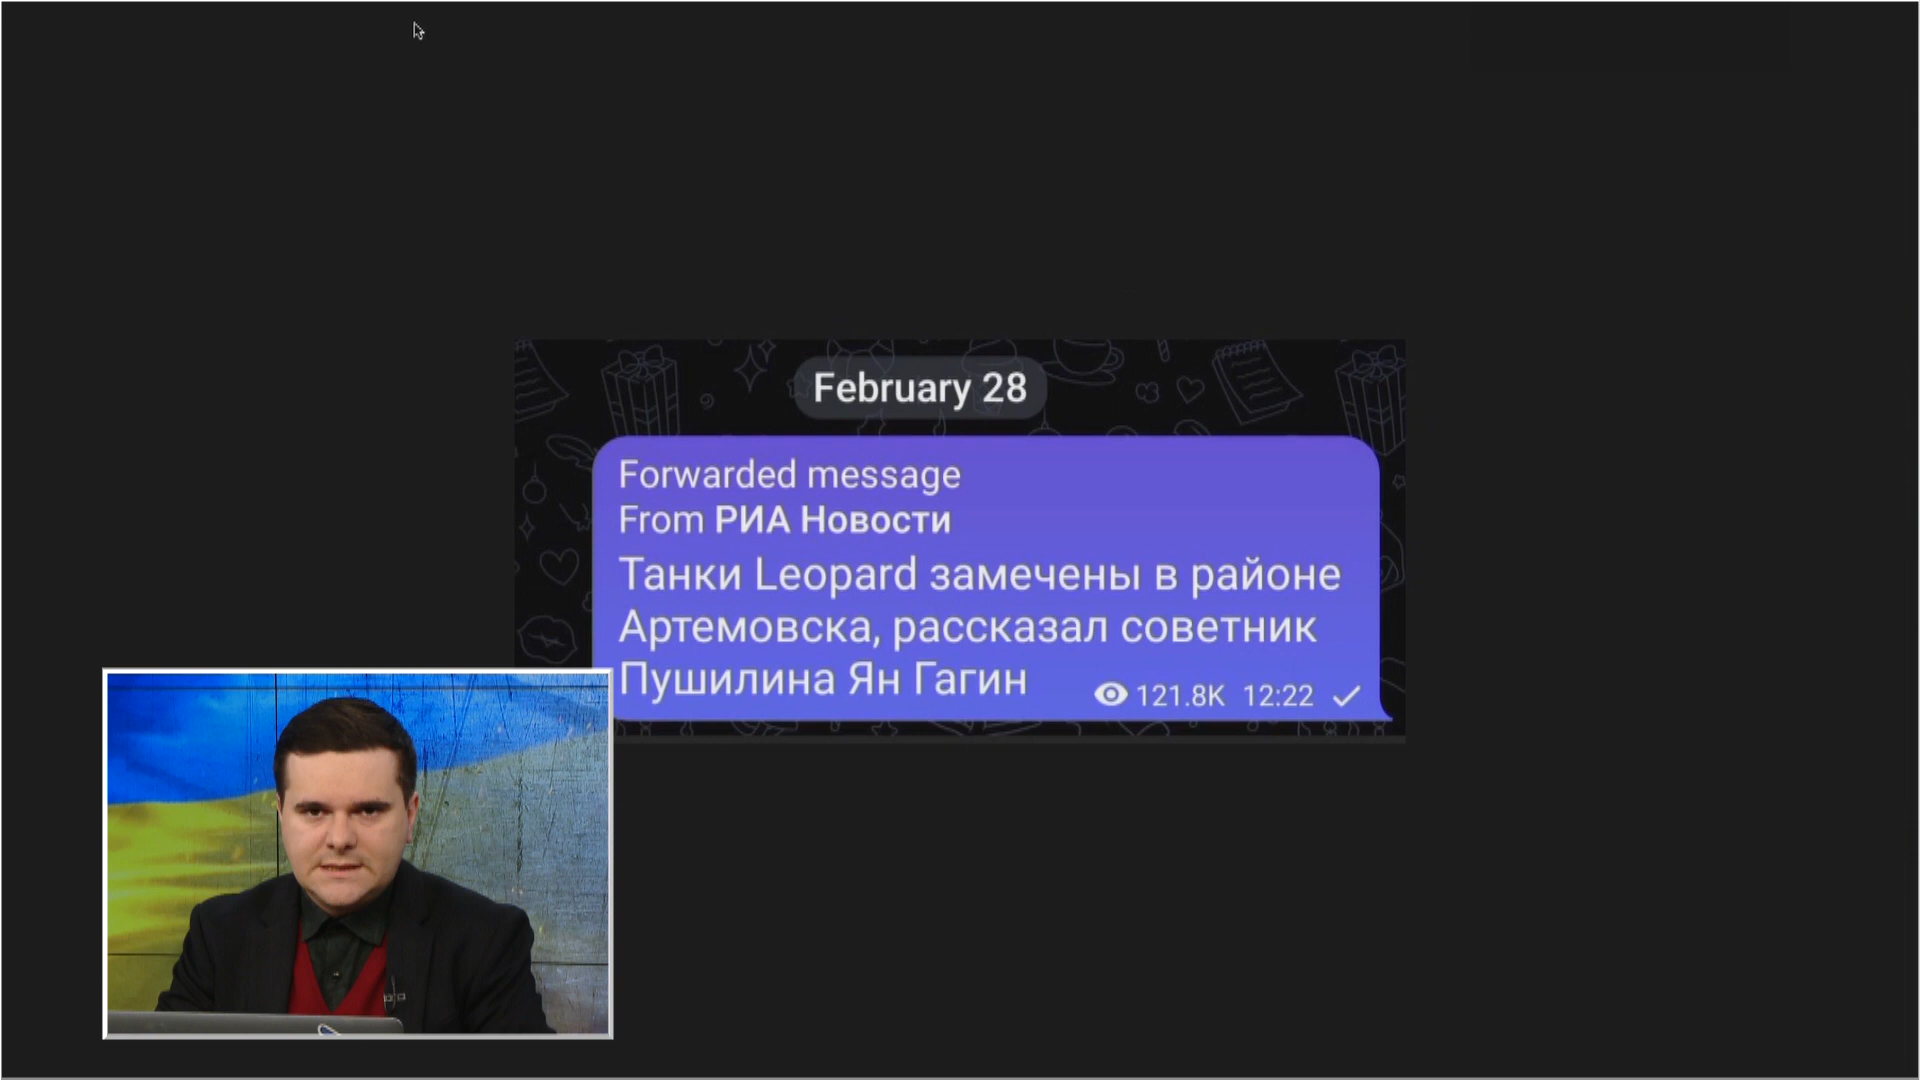 February 28
Forwarded message
From РИА Новости
Танки Leopard замечены в районе
Артемовска, рассказал советник
Пушилина Ян Гагин
121.8K 12:22